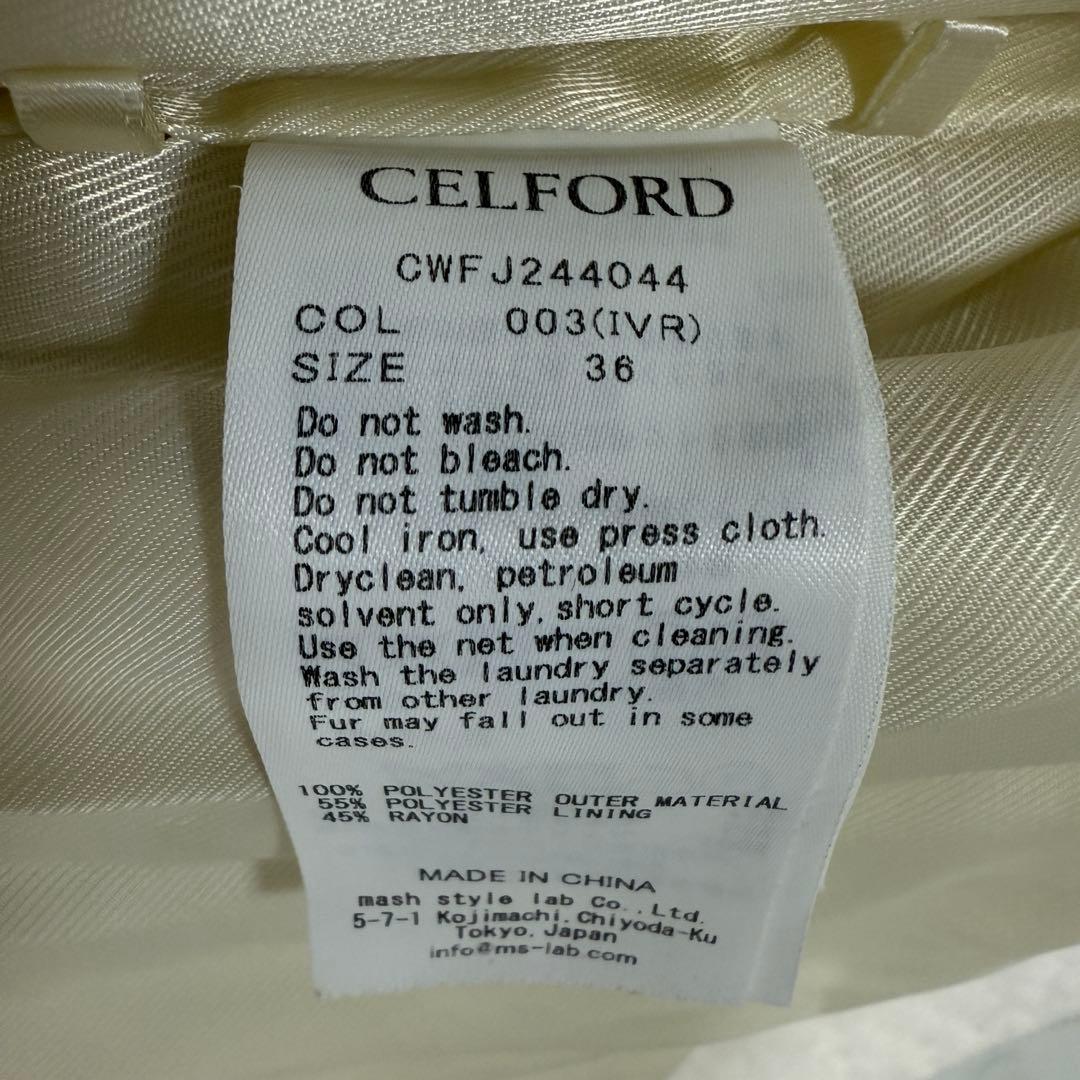 CELFORD
CWFJ244044
COL 003(IVR)
SIZE 36
Do not wash.
Do not bleach.
Do not tumble dry.
Cool iron, use press cloth.
Dryclean, petroleum
solvent only, short cycle.
Use the net when cleaning.
Wash the laundry separately
from other laundry.
Fur may fall out in some
cases.
100% POLYESTER OUTER MATERIAL
55% POLYESTER LINING
45% RAYON
MADE IN CHINA
mash style lab Co., Ltd.
5-7-1 Kojimachi, Chiyoda-Ku
Tokyo, Japan
info@ms-lab.com